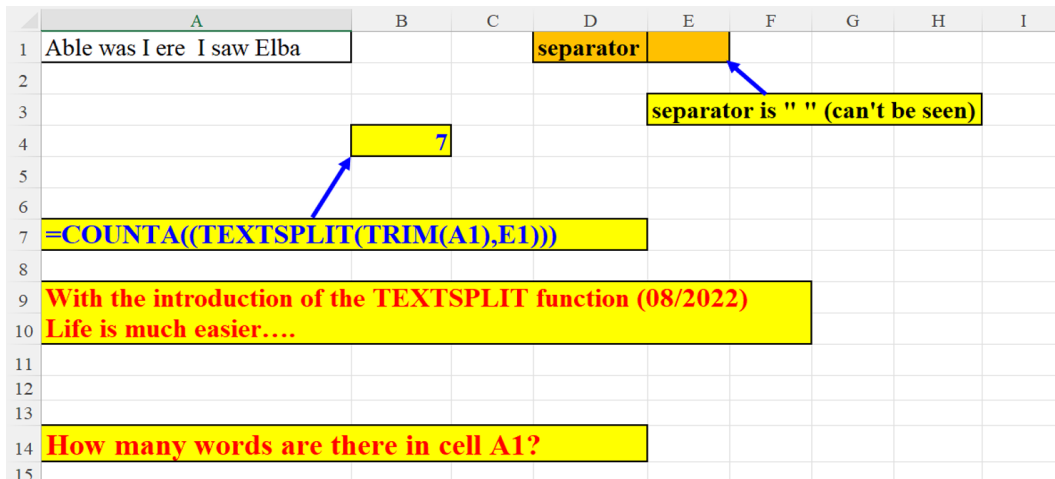 A B C D E F G H I
1 Able was I ere  I saw Elba separator
2
3 separator is " " (can't be seen)
4 7
5
6
7 =COUNTA((TEXTSPLIT(TRIM(A1),E1)))
8
9 With the introduction of the TEXTSPLIT function (08/2022)
10 Life is much easier….
11
12
13
14 How many words are there in cell A1?
15